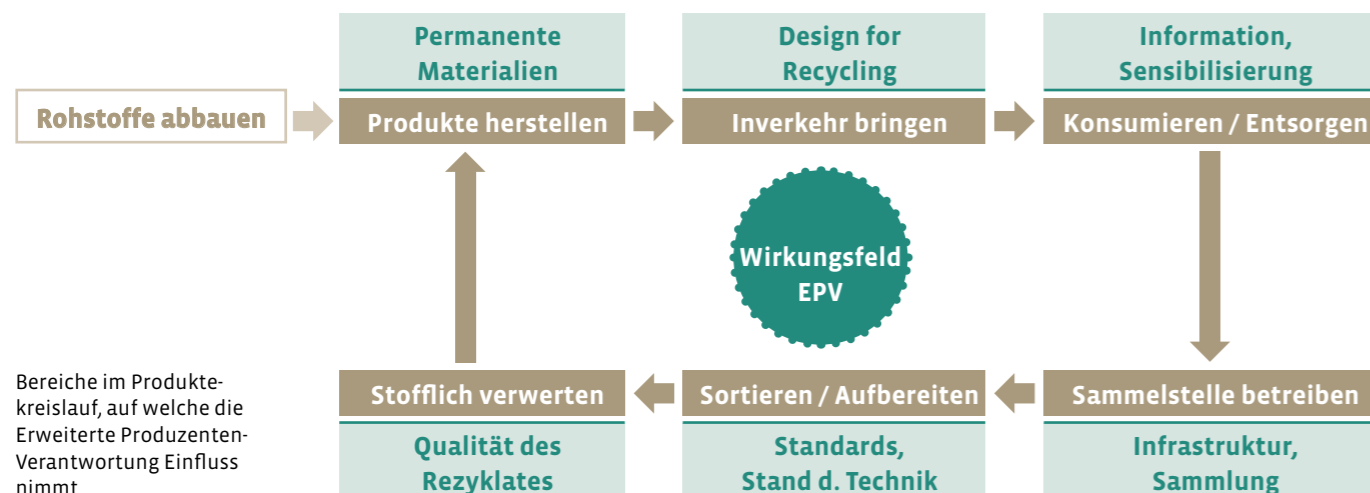 Permanente
Materialien
Design for
Recycling
Information,
Sensibilisierung
Rohstoffe abbauen
Produkte herstellen
Inverkehr bringen
Konsumieren / Entsorgen
Wirkungsfeld
EPV
Stofflich verwerten
Sortieren / Aufbereiten
Sammelstelle betreiben
Qualität des
Rezyklates
Standards,
Stand d. Technik
Infrastruktur,
Sammlung
Bereiche im Produkte-
kreislauf, auf welche die
Erweiterte Produzenten-
Verantwortung Einfluss
nimmt